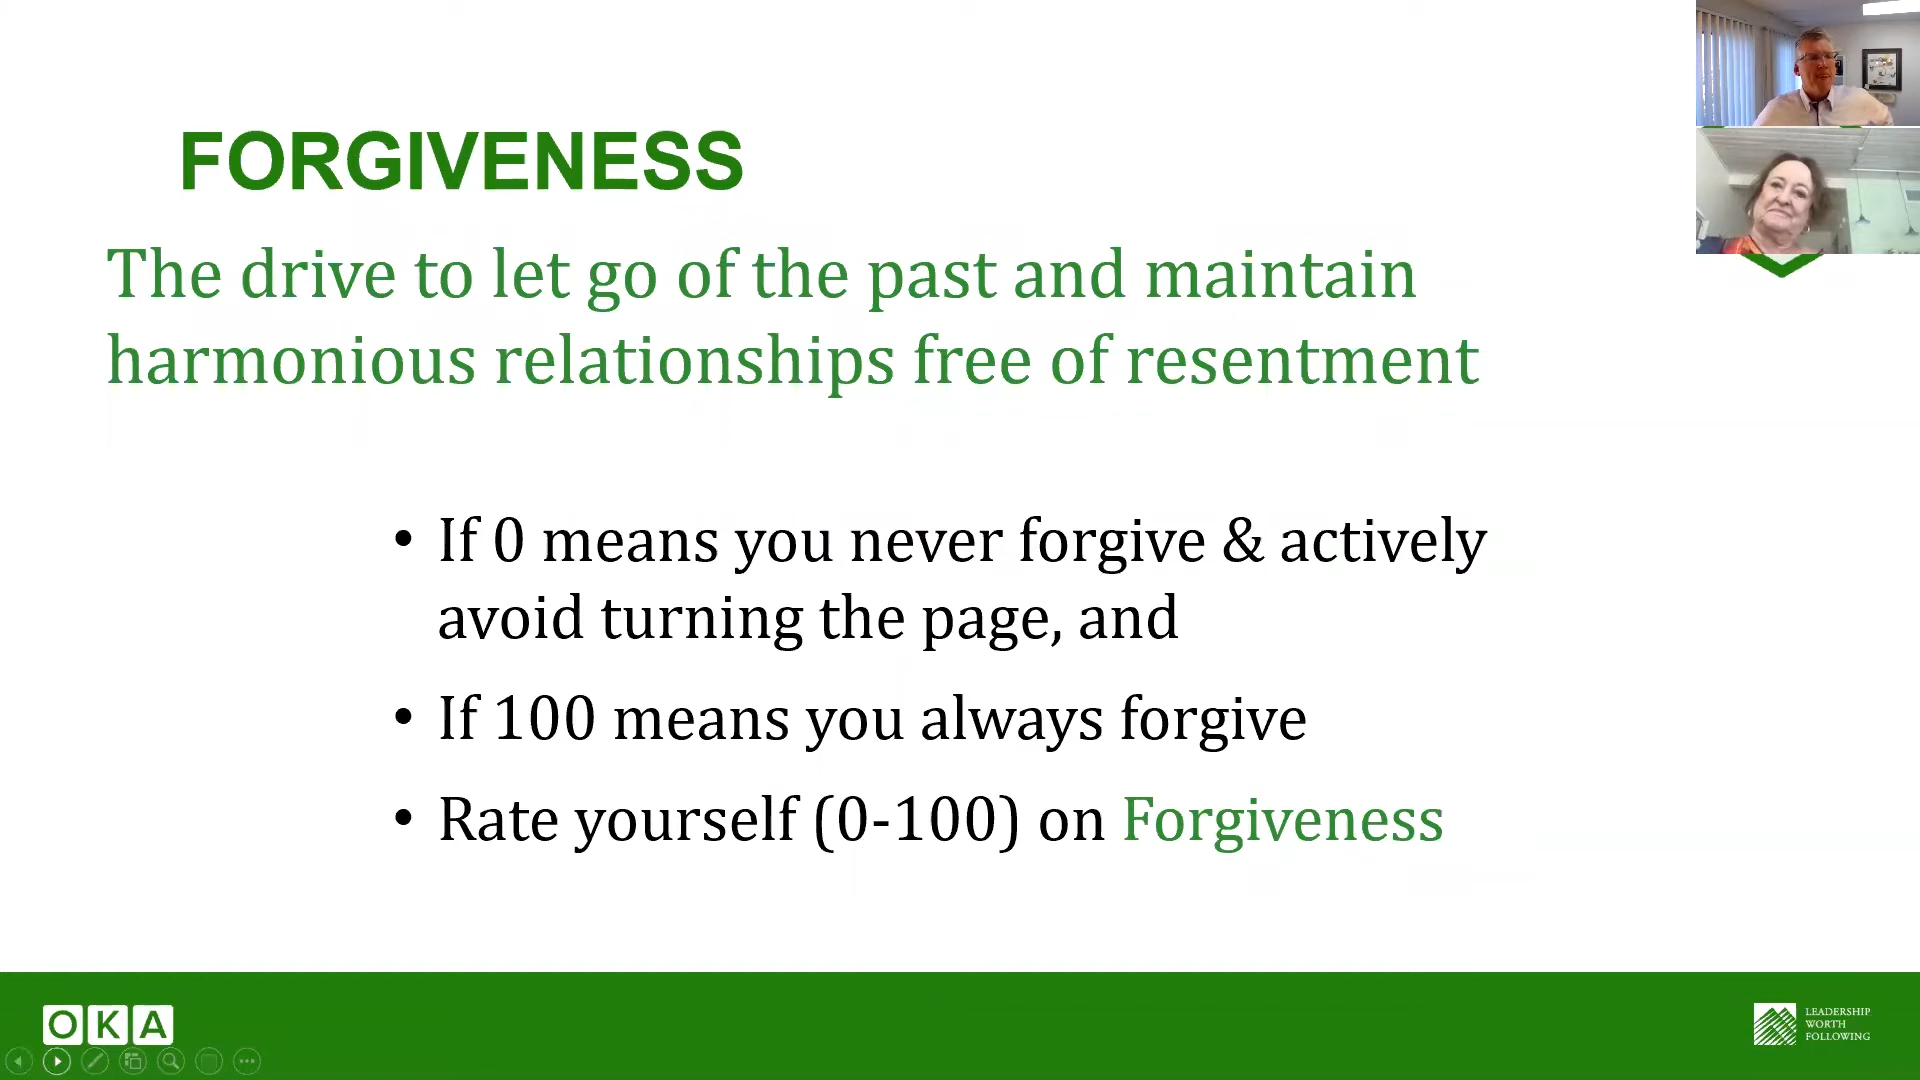 FORGIVENESS
The drive to let go of the past and maintain
harmonious relationships free of resentment
• If 0 means you never forgive & actively
avoid turning the page, and
• If 100 means you always forgive
• Rate yourself (0-100) on Forgiveness
OKA
LEADERSHIP
WORTH
FOLLOWING